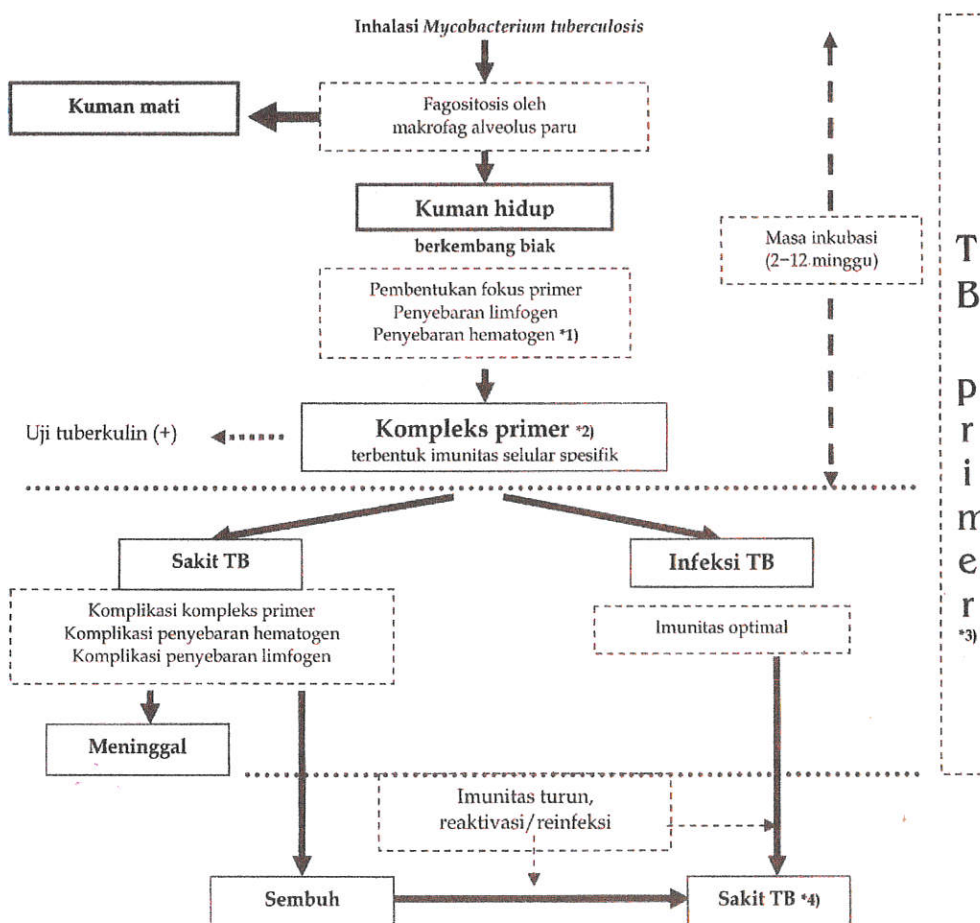 Inhalasi Mycobacterium tuberculosis
Kuman mati
Fagositosis oleh
makrofag alveolus paru
Kuman hidup
berkembang biak
Masa inkubasi
(2–12 minggu)
Pembentukan fokus primer
Penyebaran limfogen
Penyebaran hematogen *1)
Uji tuberkulin (+)
Kompleks primer *2)
terbentuk imunitas selular spesifik
Sakit TB
Infeksi TB
Komplikasi kompleks primer
Komplikasi penyebaran hematogen
Komplikasi penyebaran limfogen
Imunitas optimal
Meninggal
Imunitas turun,
reaktivasi/reinfeksi
Sembuh
Sakit TB *4)
TB primer *3)